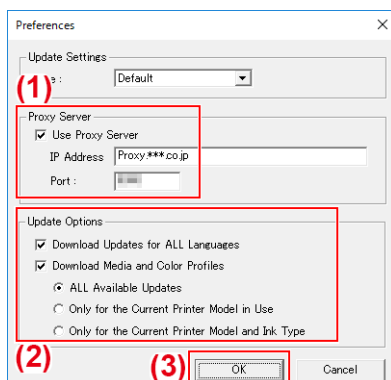 Preferences
Update Settings
(1)
e :
Default
Proxy Server
Use Proxy Server
IP Address
Proxy.***.co.jp
Port :
Update Options
Download Updates for ALL Languages
Download Media and Color Profiles
ALL Available Updates
Only for the Current Printer Model in Use
Only for the Current Printer Model and Ink Type
(2)
(3)
OK
Cancel